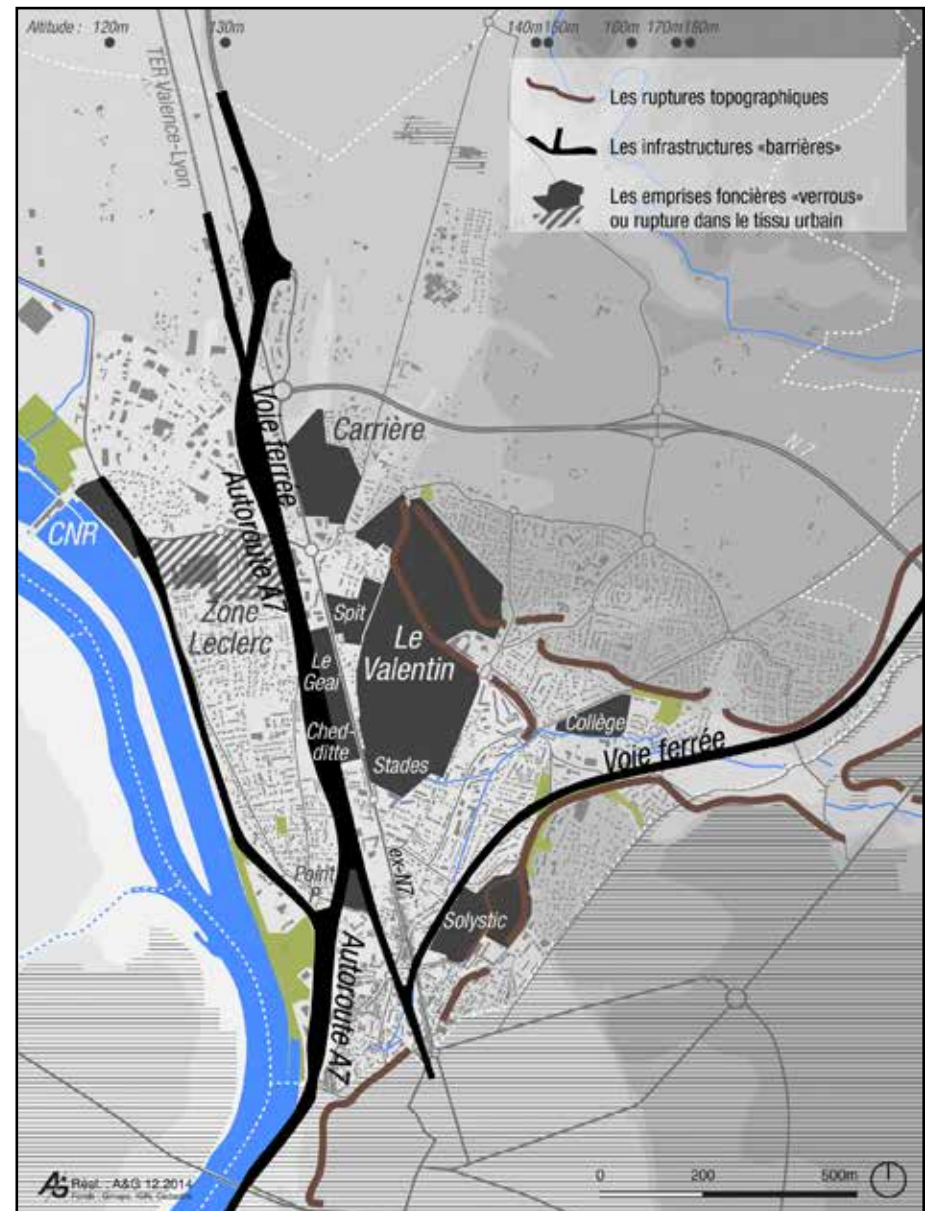 Altitude : 120m 130m 140m 150m 160m 170m 180m
TER Valence-Lyon
Les ruptures topographiques
Les infrastructures «barrières»
Les emprises foncières «verrous»
ou rupture dans le tissu urbain
N7
Voie ferrée
Autoroute A7
Carrière
CNR
Zone
Leclerc
Spit
Le
Geai
Le
Valentin
Ched-
ditte
Stades
Collège
Voie ferrée
ex-N7
Point
P.
Solystic
Autoroute A7
A&G
Réal. : A&G 12.2014
0 200 500m